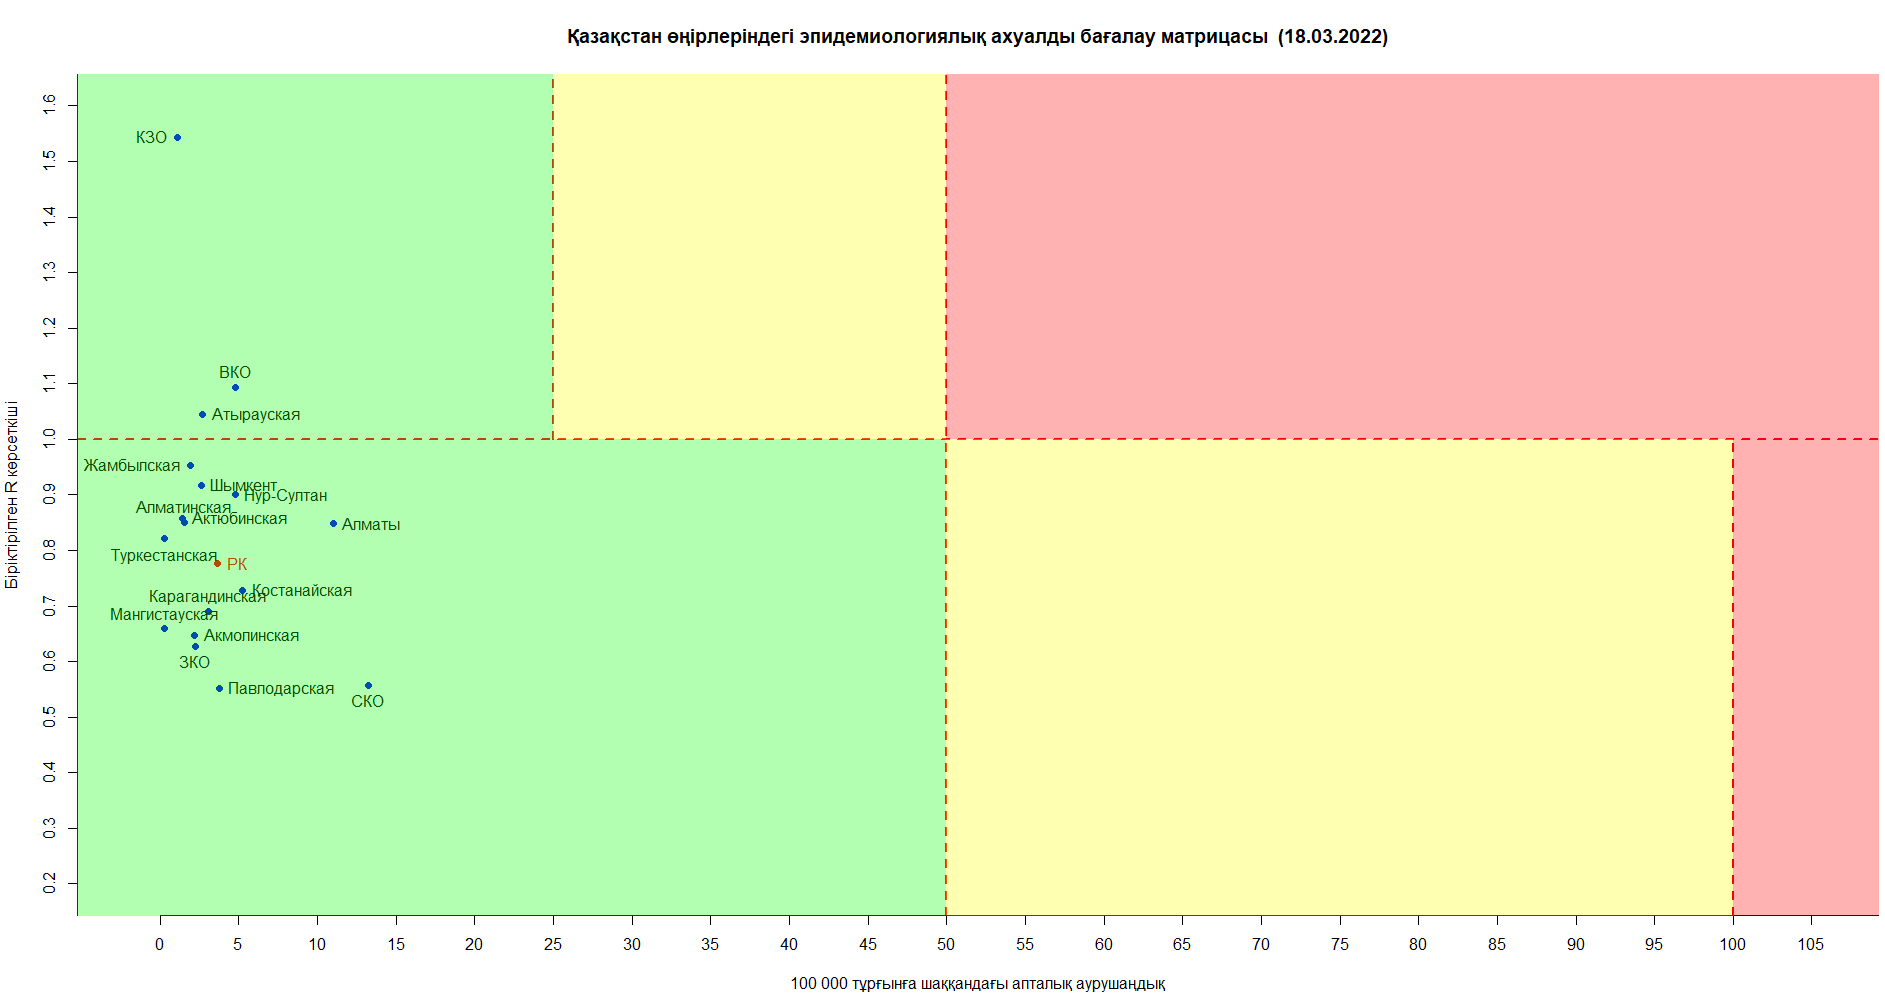 Қазақстан өңірлеріндегі эпидемиологиялық ахуалды бағалау матрицасы (18.03.2022)
Біріктірілген R көрсеткіші
1.6
1.5
1.4
1.3
1.2
1.1
1.0
0.9
0.8
0.7
0.6
0.5
0.4
0.3
0.2
КЗО
ВКО
Атырауская
Жамбылская
Шымкент
Нур-Султан
Алматинская
Актюбинская
Алматы
Туркестанская
РК
Костанайская
Карагандинская
Мангистауская
Акмолинская
ЗКО
Павлодарская
СКО
0 5 10 15 20 25 30 35 40 45 50 55 60 65 70 75 80 85 90 95 100 105
100 000 тұрғынға шаққандағы апталық аурушаңдық